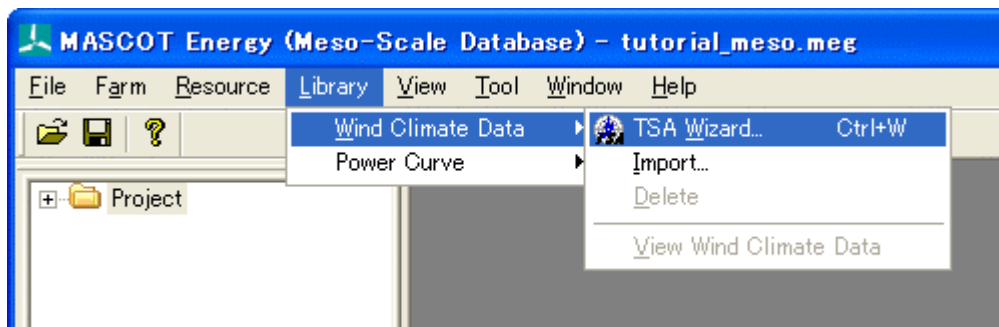 MASCOT Energy (Meso-Scale Database) - tutorial_meso.meg
File Farm Resource Library View Tool Window Help
Wind Climate Data
Power Curve
TSA Wizard... Ctrl+W
Import...
Delete
View Wind Climate Data
Project